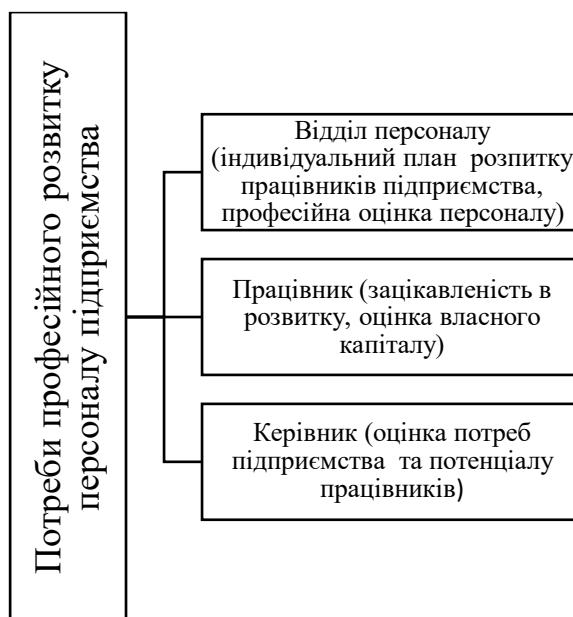 Потреби професійного розвитку
персоналу підприємства
Відділ персоналу
(індивідуальний план розпитку
працівників підприємства,
професійна оцінка персоналу)
Працівник (зацікавленість в
розвитку, оцінка власного
капіталу)
Керівник (оцінка потреб
підприємства та потенціалу
працівників)